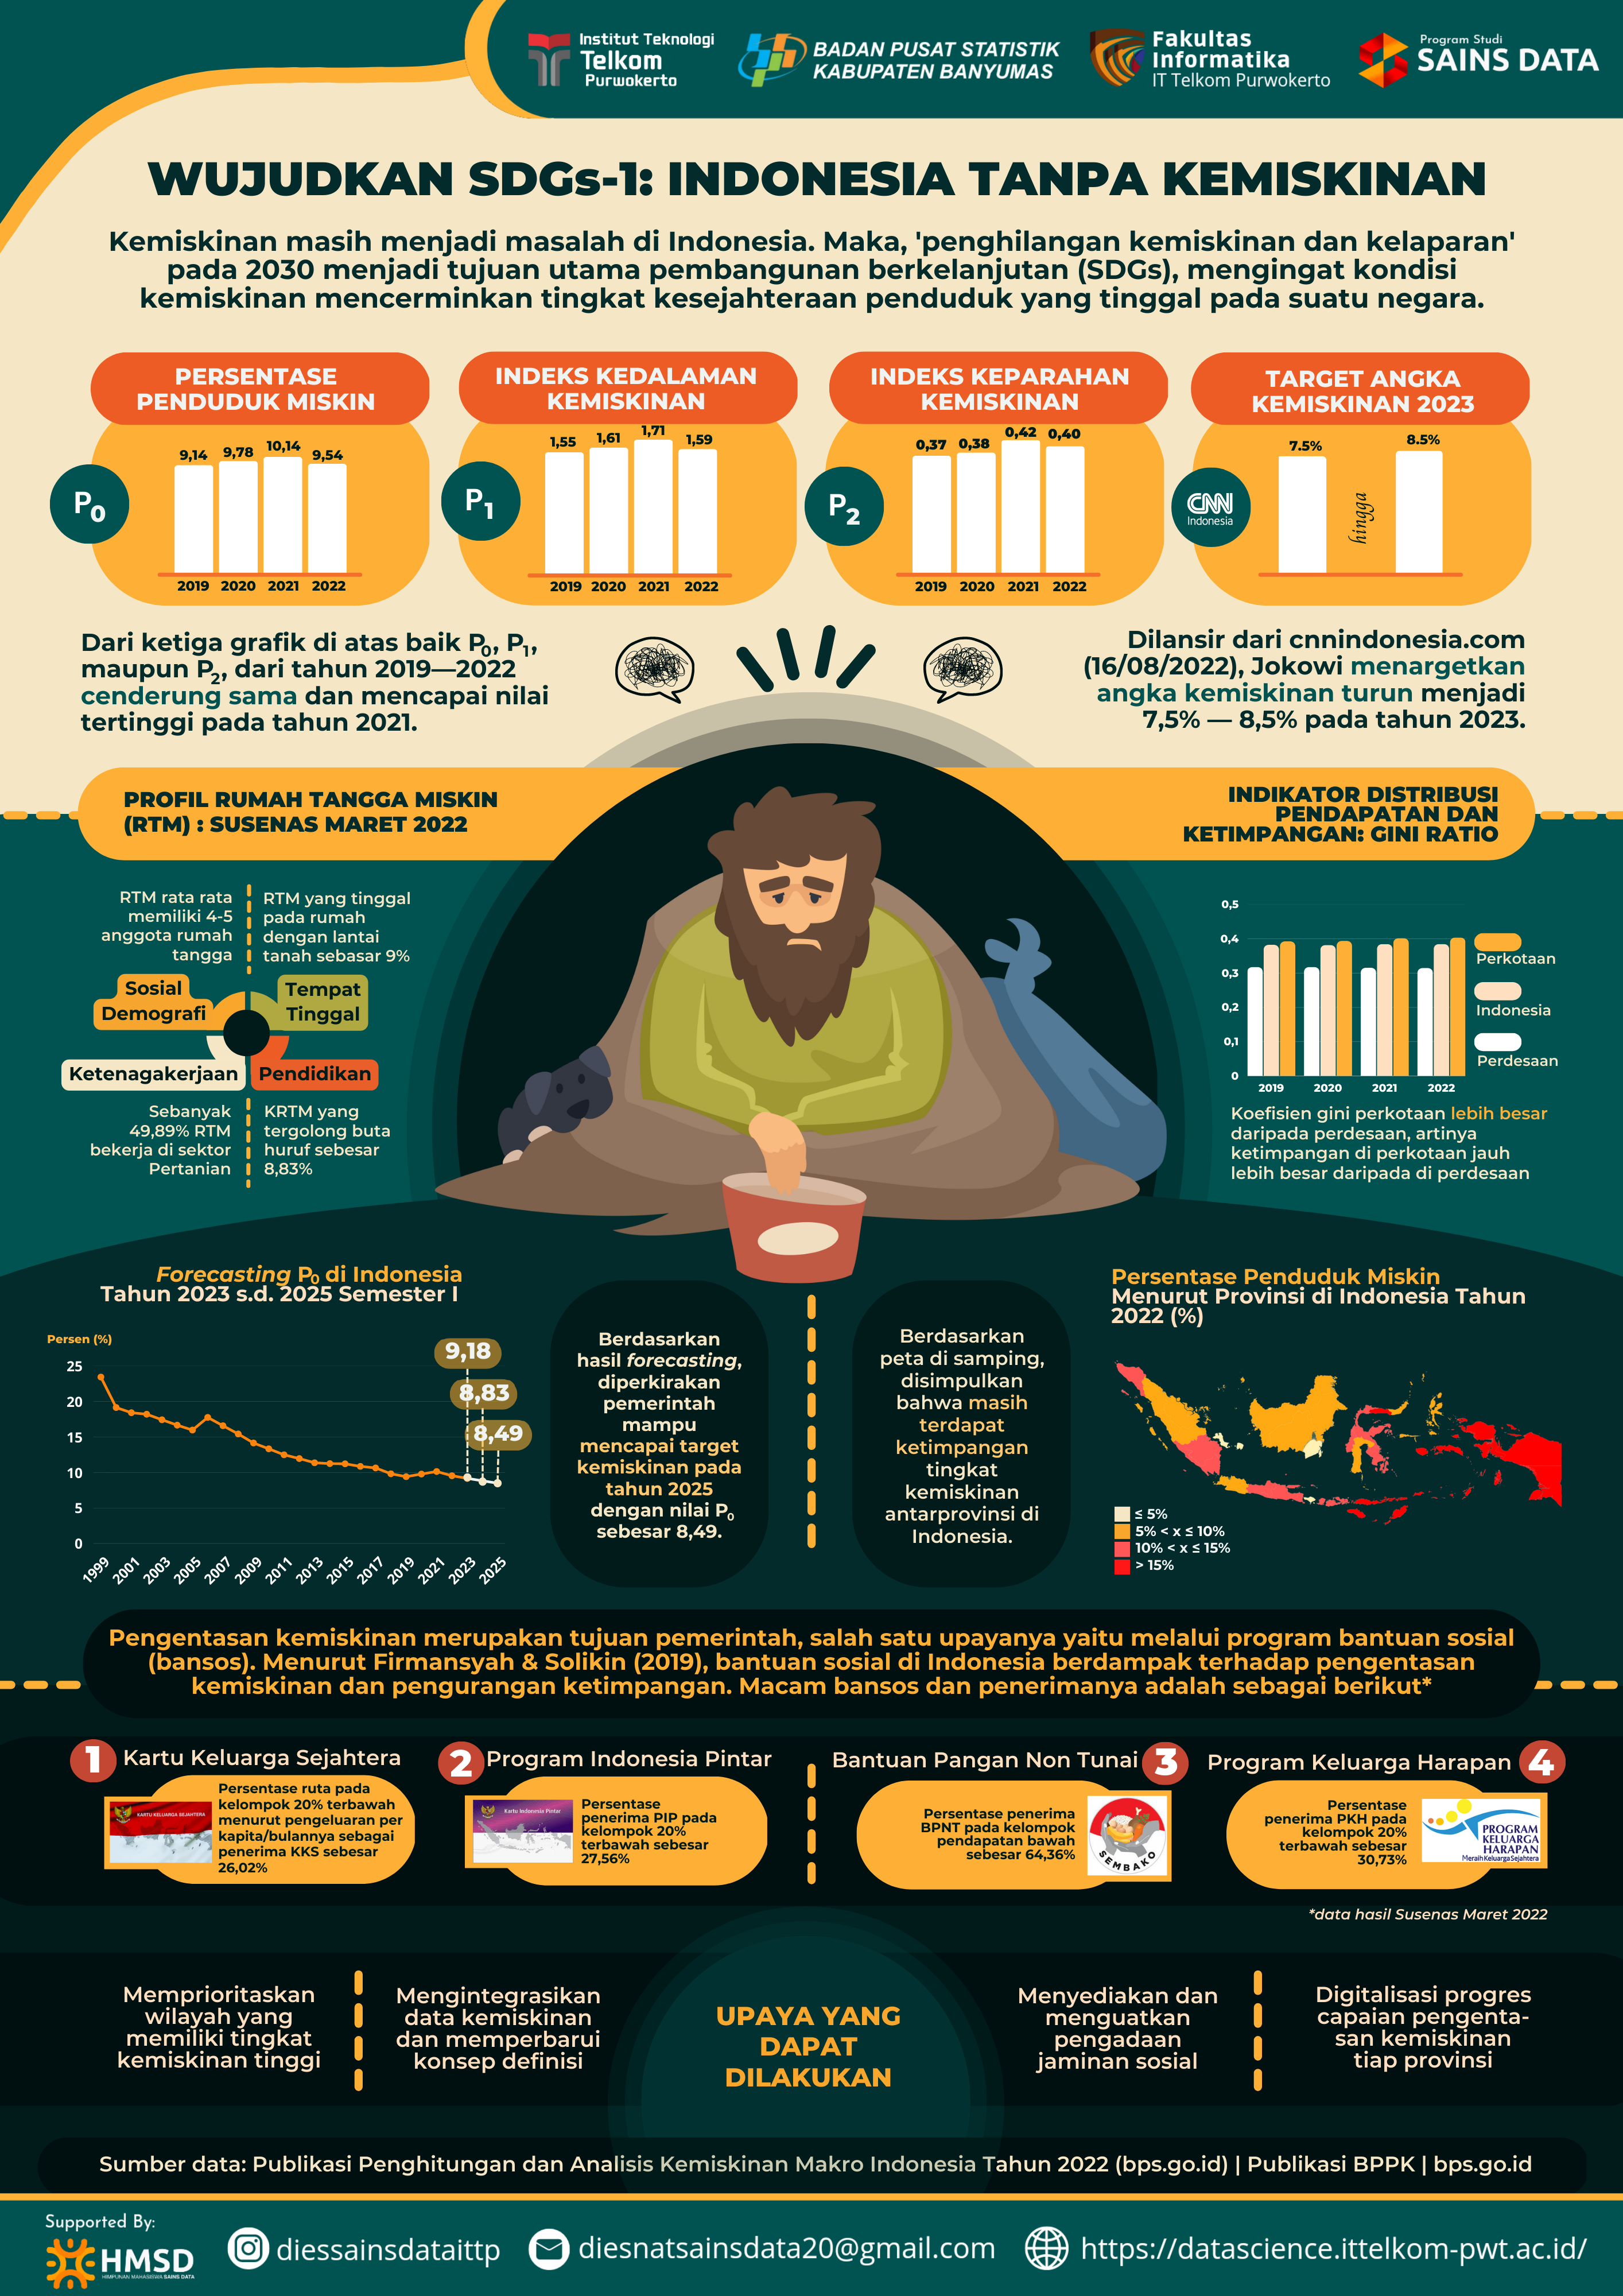 Institut Teknologi
Telkom
Purwokerto
BADAN PUSAT STATISTIK
KABUPATEN BANYUMAS
Fakultas
Informatika
IT Telkom Purwokerto
Program Studi
SAINS DATA
WUJUDKAN SDGs-1: INDONESIA TANPA KEMISKINAN
Kemiskinan masih menjadi masalah di Indonesia. Maka, 'penghilangan kemiskinan dan kelaparan'
pada 2030 menjadi tujuan utama pembangunan berkelanjutan (SDGs), mengingat kondisi
kemiskinan mencerminkan tingkat kesejahteraan penduduk yang tinggal pada suatu negara.
PERSENTASE
PENDUDUK MISKIN
P0
9,14 9,78 10,14 9,54
2019 2020 2021 2022
INDEKS KEDALAMAN
KEMISKINAN
P1
1,55 1,61 1,71 1,59
2019 2020 2021 2022
INDEKS KEPARAHAN
KEMISKINAN
P2
0,37 0,38 0,42 0,40
2019 2020 2021 2022
TARGET ANGKA
KEMISKINAN 2023
CNN
Indonesia
7.5% hingga 8.5%
Dari ketiga grafik di atas baik P0, P1,
maupun P2, dari tahun 2019—2022
cenderung sama dan mencapai nilai
tertinggi pada tahun 2021.
Dilansir dari cnnindonesia.com
(16/08/2022), Jokowi menargetkan
angka kemiskinan turun menjadi
7,5% — 8,5% pada tahun 2023.
PROFIL RUMAH TANGGA MISKIN
(RTM) : SUSENAS MARET 2022
INDIKATOR DISTRIBUSI
PENDAPATAN DAN
KETIMPANGAN: GINI RATIO
RTM rata rata
memiliki 4-5
anggota rumah
tangga
RTM yang tinggal
pada rumah
dengan lantai
tanah sebasar 9%
Sosial
Demografi
Tempat
Tinggal
Ketenagakerjaan
Pendidikan
Sebanyak
49,89% RTM
bekerja di sektor
Pertanian
KRTM yang
tergolong buta
huruf sebesar
8,83%
0,5
0,4
0,3
0,2
0,1
0
2019 2020 2021 2022
Perkotaan
Indonesia
Perdesaan
Koefisien gini perkotaan lebih besar
daripada perdesaan, artinya
ketimpangan di perkotaan jauh
lebih besar daripada di perdesaan
Forecasting P0 di Indonesia
Tahun 2023 s.d. 2025 Semester I
Persen (%)
25
20
15
10
5
0
9,18
8,83
8,49
1999 2001 2003 2005 2007 2009 2011 2013 2015 2017 2019 2021 2023 2025
Berdasarkan
hasil forecasting,
diperkirakan
pemerintah
mampu
mencapai target
kemiskinan pada
tahun 2025
dengan nilai P0
sebesar 8,49.
Berdasarkan
peta di samping,
disimpulkan
bahwa masih
terdapat
ketimpangan
tingkat
kemiskinan
antarprovinsi di
Indonesia.
Persentase Penduduk Miskin
Menurut Provinsi di Indonesia Tahun
2022 (%)
≤ 5%
5% < x ≤ 10%
10% < x ≤ 15%
> 15%
Pengentasan kemiskinan merupakan tujuan pemerintah, salah satu upayanya yaitu melalui program bantuan sosial
(bansos). Menurut Firmansyah & Solikin (2019), bantuan sosial di Indonesia berdampak terhadap pengentasan
kemiskinan dan pengurangan ketimpangan. Macam bansos dan penerimanya adalah sebagai berikut*
1 Kartu Keluarga Sejahtera
KARTU KELUARGA SEJAHTERA
Persentase ruta pada
kelompok 20% terbawah
menurut pengeluaran per
kapita/bulannya sebagai
penerima KKS sebesar
26,02%
2 Program Indonesia Pintar
Kartu Indonesia Pintar
Persentase
penerima PIP pada
kelompok 20%
terbawah sebesar
27,56%
Bantuan Pangan Non Tunai 3
Persentase penerima
BPNT pada kelompok
pendapatan bawah
sebesar 64,36%
SEMBAKO
Program Keluarga Harapan 4
Persentase
penerima PKH pada
kelompok 20%
terbawah sebesar
30,73%
PROGRAM
KELUARGA
HARAPAN
Meraih Keluarga Sejahtera
*data hasil Susenas Maret 2022
Memprioritaskan
wilayah yang
memiliki tingkat
kemiskinan tinggi
Mengintegrasikan
data kemiskinan
dan memperbarui
konsep definisi
UPAYA YANG
DAPAT
DILAKUKAN
Menyediakan dan
menguatkan
pengadaan
jaminan sosial
Digitalisasi progres
capaian pengenta-
san kemiskinan
tiap provinsi
Sumber data: Publikasi Penghitungan dan Analisis Kemiskinan Makro Indonesia Tahun 2022 (bps.go.id) | Publikasi BPPK | bps.go.id
Supported By:
HMSD
HIMPUNAN MAHASISWA SAINS DATA
diessainsdataittp
diesnatsainsdata20@gmail.com
https://datascience.ittelkom-pwt.ac.id/